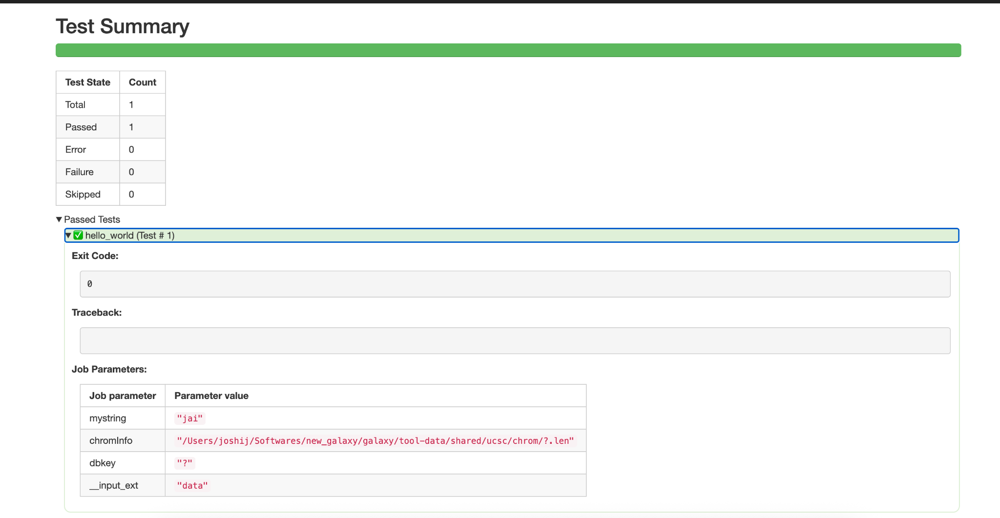 Test Summary
Test State Count
Total 1
Passed 1
Error 0
Failure 0
Skipped 0
▼ Passed Tests
▼ ✅ hello_world (Test # 1)
Exit Code:
0
Traceback:
Job Parameters:
Job parameter Parameter value
mystring "jai"
chromInfo "/Users/joshij/Softwares/new_galaxy/galaxy/tool-data/shared/ucsc/chrom/?.len"
dbkey "?"
__input_ext "data"